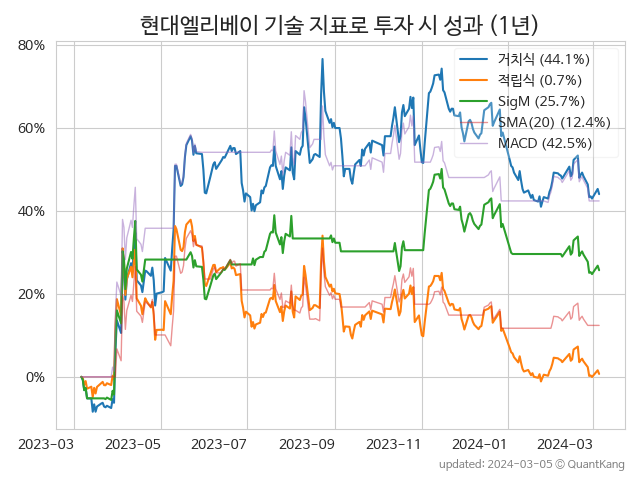 현대엘리베이 기술 지표로 투자 시 성과 (1년)
80%
60%
40%
20%
0%
거치식 (44.1%)
적립식 (0.7%)
SigM (25.7%)
SMA(20) (12.4%)
MACD (42.5%)
2023-03
2023-05
2023-07
2023-09
2023-11
2024-01
2024-03
updated: 2024-03-05 ⓒ QuantKang